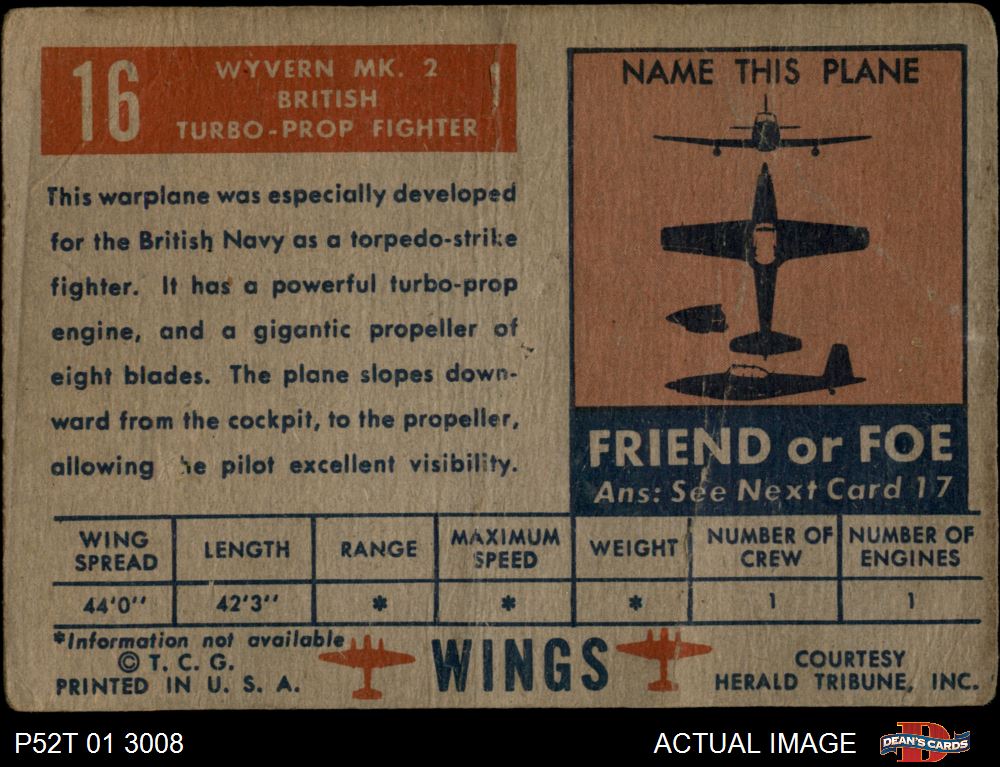 16
WYVERN MK. 2
BRITISH
TURBO-PROP FIGHTER
This warplane was especially developed
for the British Navy as a torpedo-strike
fighter. It has a powerful turbo-prop
engine, and a gigantic propeller of
eight blades. The plane slopes down-
ward from the cockpit, to the propeller,
allowing he pilot excellent visibility.
NAME THIS PLANE
FRIEND or FOE
Ans: See Next Card 17
WING SPREAD
LENGTH
RANGE
MAXIMUM SPEED
WEIGHT
NUMBER OF CREW
NUMBER OF ENGINES
44'0"
42'3"
*
*
*
1
1
*Information not available
© T. C. G.
PRINTED IN U. S. A.
WINGS
COURTESY
HERALD TRIBUNE, INC.
P52T 01 3008
ACTUAL IMAGE
D
DEAN'S CARDS